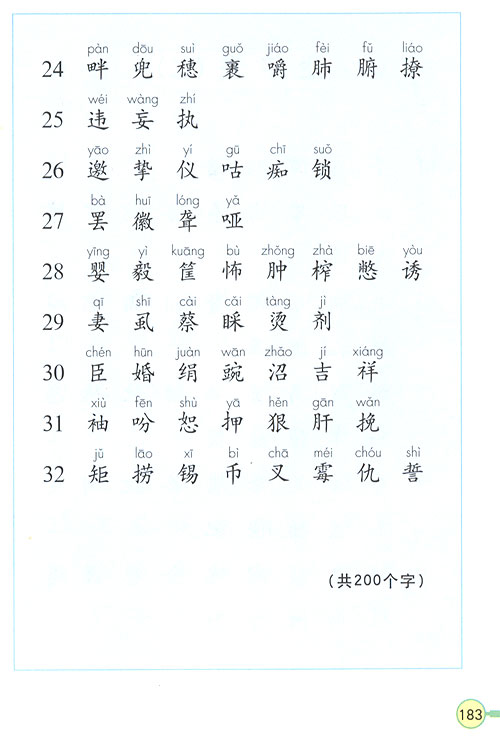 pàn dōu suì guǒ jiáo fèi fǔ liáo
24 畔 兜 穗 裹 嚼 肺 腑 撩
wéi wàng zhí
25 违 妄 执
yāo zhì yí gū chī suǒ
26 邀 挚 仪 咕 痴 锁
bà huī lóng yǎ
27 罢 徽 聋 哑
yīng yì kuāng bù zhǒng zhà biē yòu
28 婴 毅 筐 怖 肿 榨 憋 诱
qī shī cài cǎi tàng jì
29 妻 虱 蔡 睬 烫 剂
chén hūn juàn wān zhǎo jí xiáng
30 臣 婚 绢 豌 沼 吉 祥
xiù fēn shù yā hěn gān wǎn
31 袖 吩 恕 押 狠 肝 挽
jǔ lāo xī bì chā méi chóu shì
32 矩 捞 锡 币 叉 霉 仇 誓
（共200个字）
183